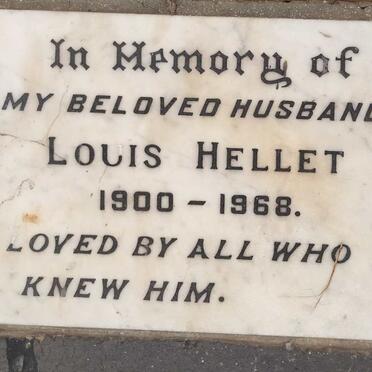 In Memory of
MY BELOVED HUSBAND
LOUIS HELLET
1900 - 1968.
LOVED BY ALL WHO
KNEW HIM.